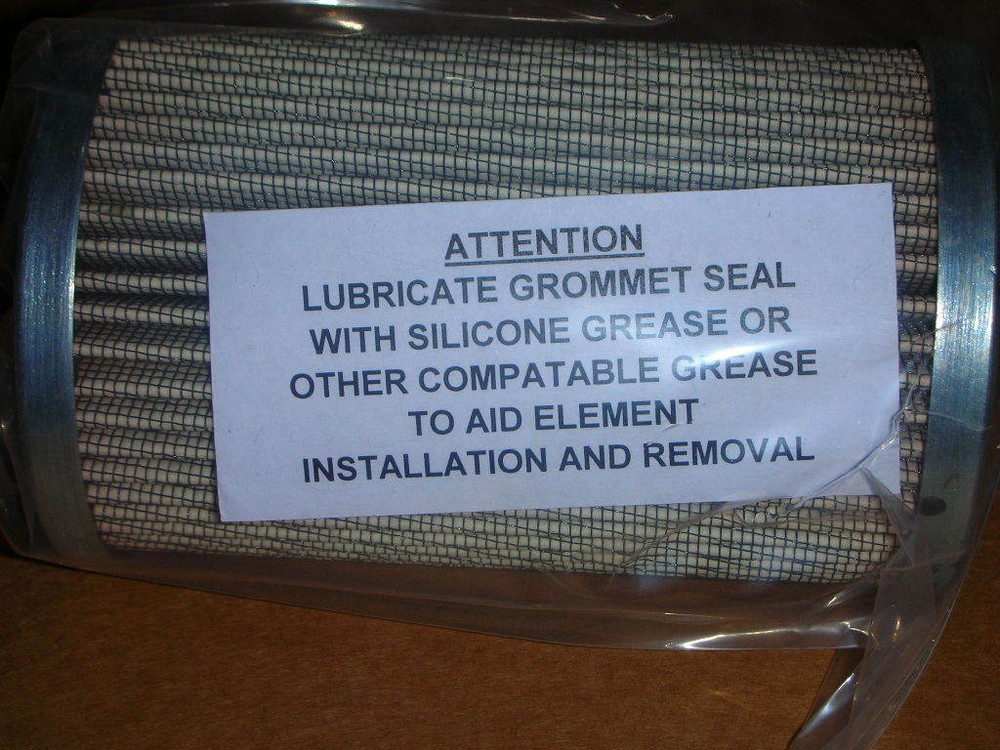 ATTENTION
LUBRICATE GROMMET SEAL
WITH SILICONE GREASE OR
OTHER COMPATABLE GREASE
TO AID ELEMENT
INSTALLATION AND REMOVAL